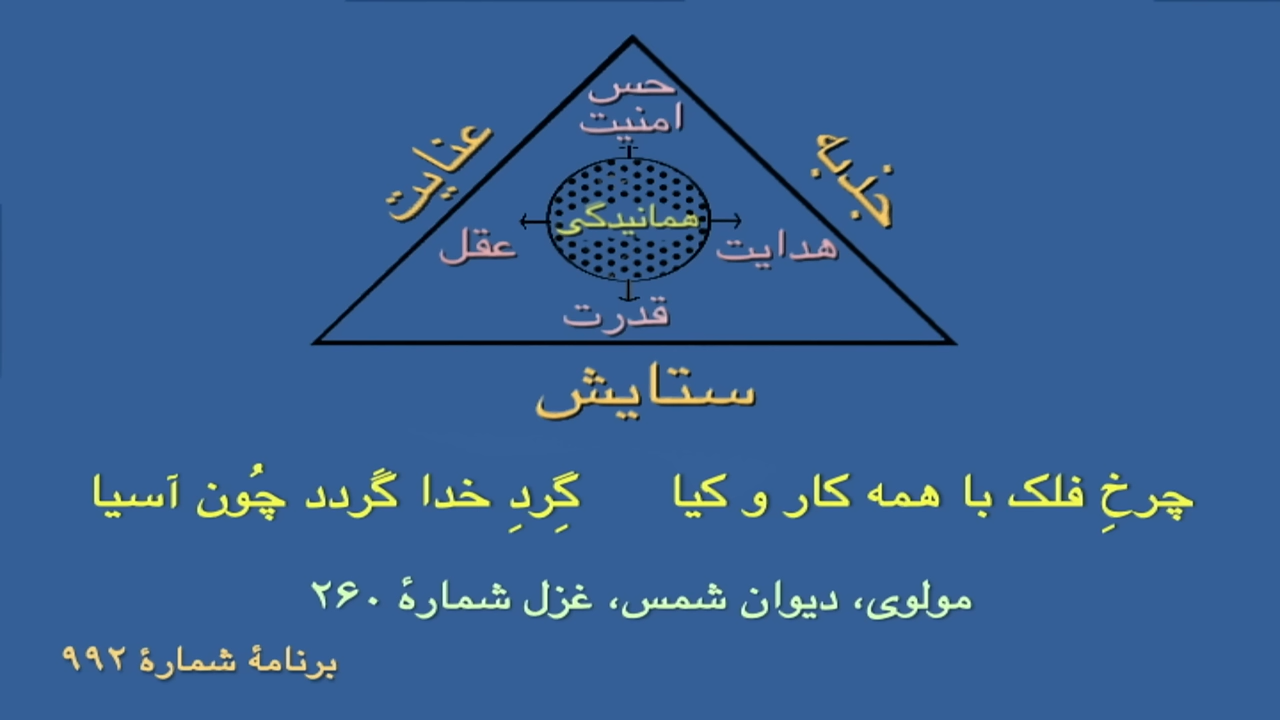 حس
امنیت
عنایت
جذبه
همانیدگی
عقل
هدایت
قدرت
ستایش
چرخِ فلک با همه کار و کیا گِردِ خدا گَردد چُون آسیا
مولوی، دیوان شمس، غزل شمارهٔ ۲۶۰
برنامهٔ شمارهٔ ۹۹۲